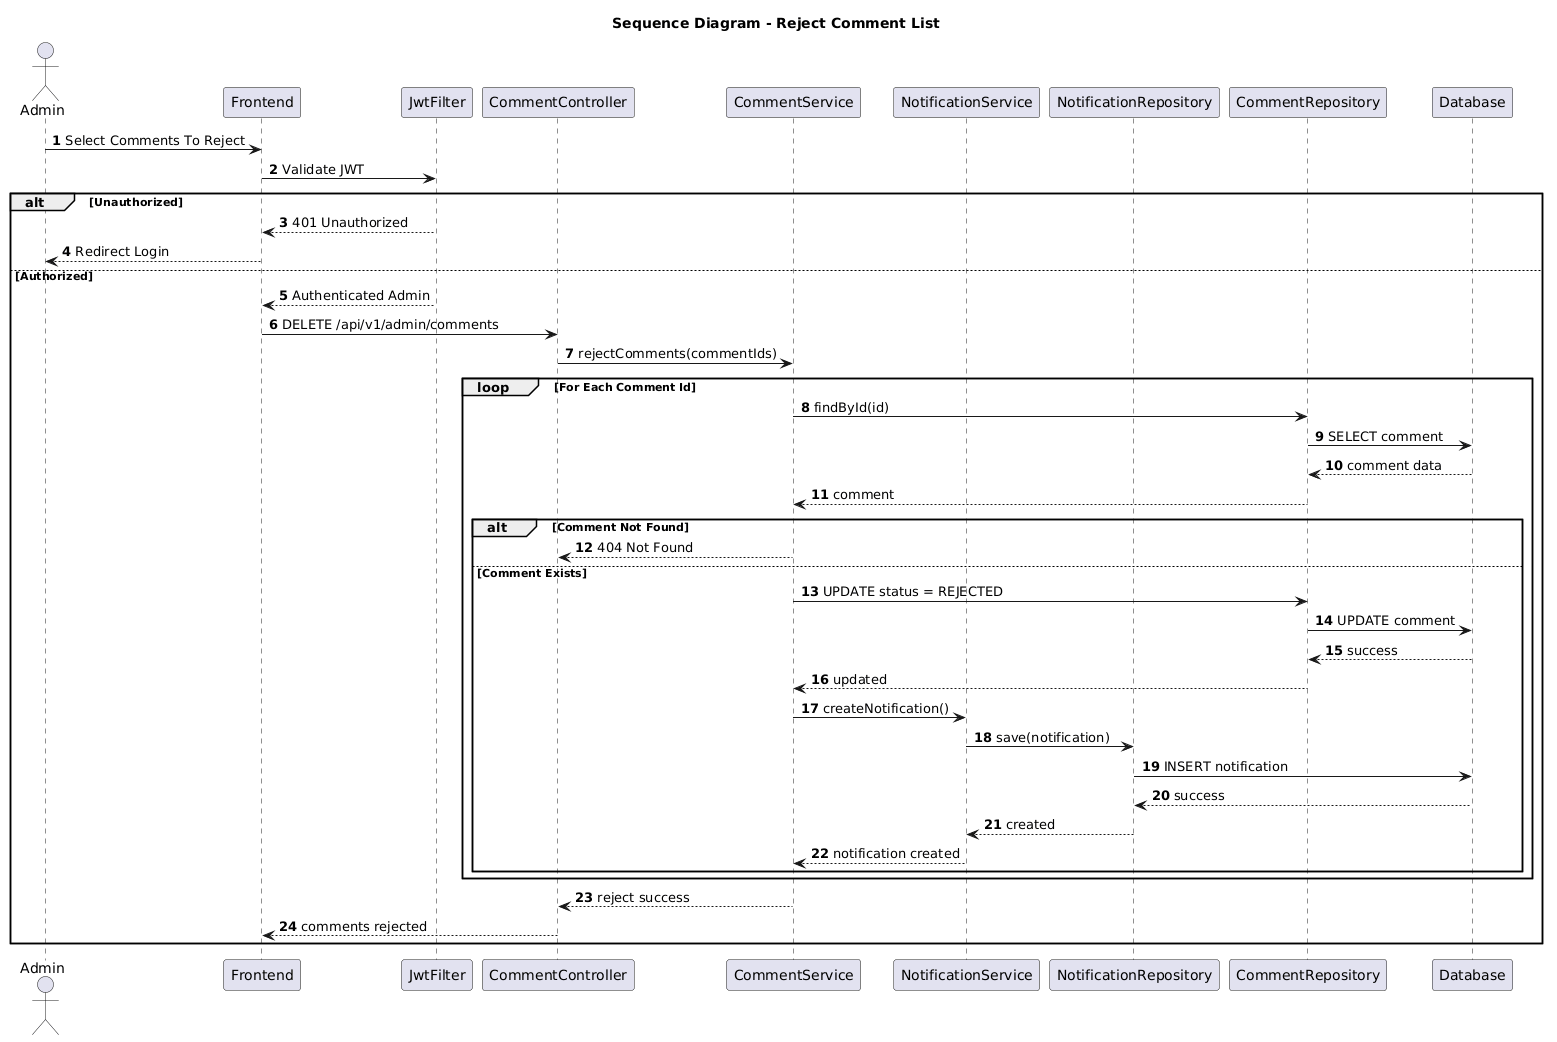 Sequence Diagram - Reject Comment List
Admin
Frontend
JwtFilter
CommentController
CommentService
NotificationService
NotificationRepository
CommentRepository
Database
1 Select Comments To Reject
2 Validate JWT
alt [Unauthorized]
3 401 Unauthorized
4 Redirect Login
[Authorized]
5 Authenticated Admin
6 DELETE /api/v1/admin/comments
7 rejectComments(commentIds)
loop [For Each Comment Id]
8 findById(id)
9 SELECT comment
10 comment data
11 comment
alt [Comment Not Found]
12 404 Not Found
[Comment Exists]
13 UPDATE status = REJECTED
14 UPDATE comment
15 success
16 updated
17 createNotification()
18 save(notification)
19 INSERT notification
20 success
21 created
22 notification created
23 reject success
24 comments rejected
Admin
Frontend
JwtFilter
CommentController
CommentService
NotificationService
NotificationRepository
CommentRepository
Database